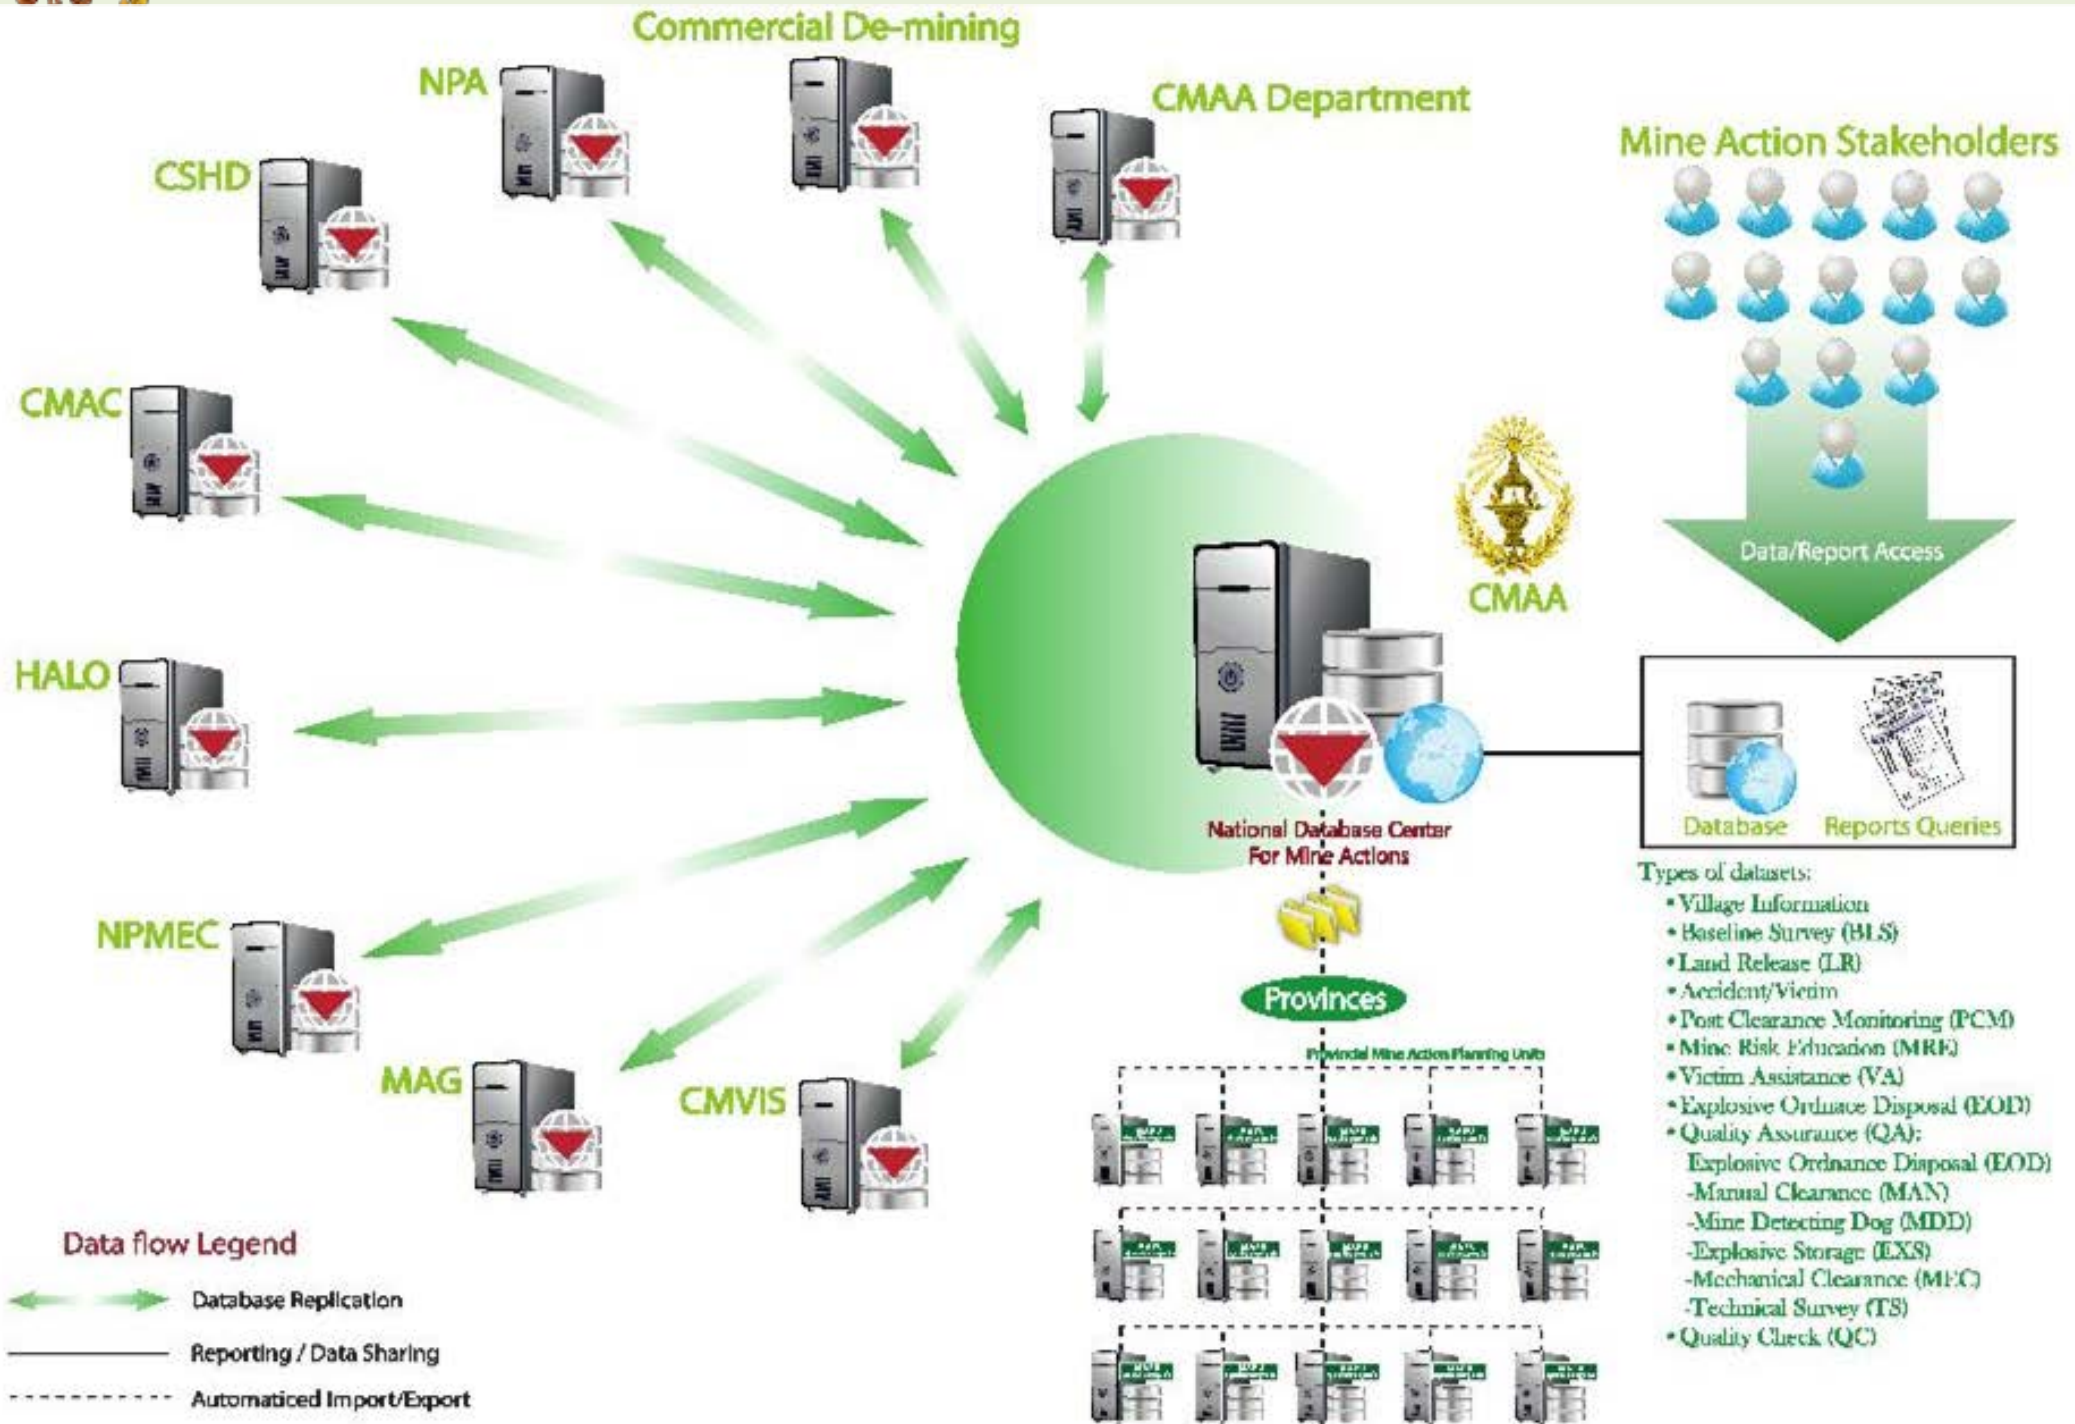 Commercial De-mining
NPA
CMAA Department
CSHD
Mine Action Stakeholders
CMAC
Data/Report Access
CMAA
HALO
National Database Center
For Mine Actions
Database
Reports Queries
NPMEC
MAG
CMVIS
Provinces
Provincial Mine Action Planning Units
Types of datasets:
• Village Information
• Baseline Survey (BLS)
• Land Release (LR)
• Accident/Victim
• Post Clearance Monitoring (PCM)
• Mine Risk Education (MRE)
• Victim Assistance (VA)
• Explosive Ordnace Disposal (EOD)
• Quality Assurance (QA):
Explosive Ordnance Disposal (EOD)
-Manual Clearance (MAN)
-Mine Detecting Dog (MDD)
-Explosive Storage (EXS)
-Mechanical Clearance (MEC)
-Technical Survey (TS)
• Quality Check (QC)
Data flow Legend
Database Replication
Reporting / Data Sharing
Automaticed Import/Export